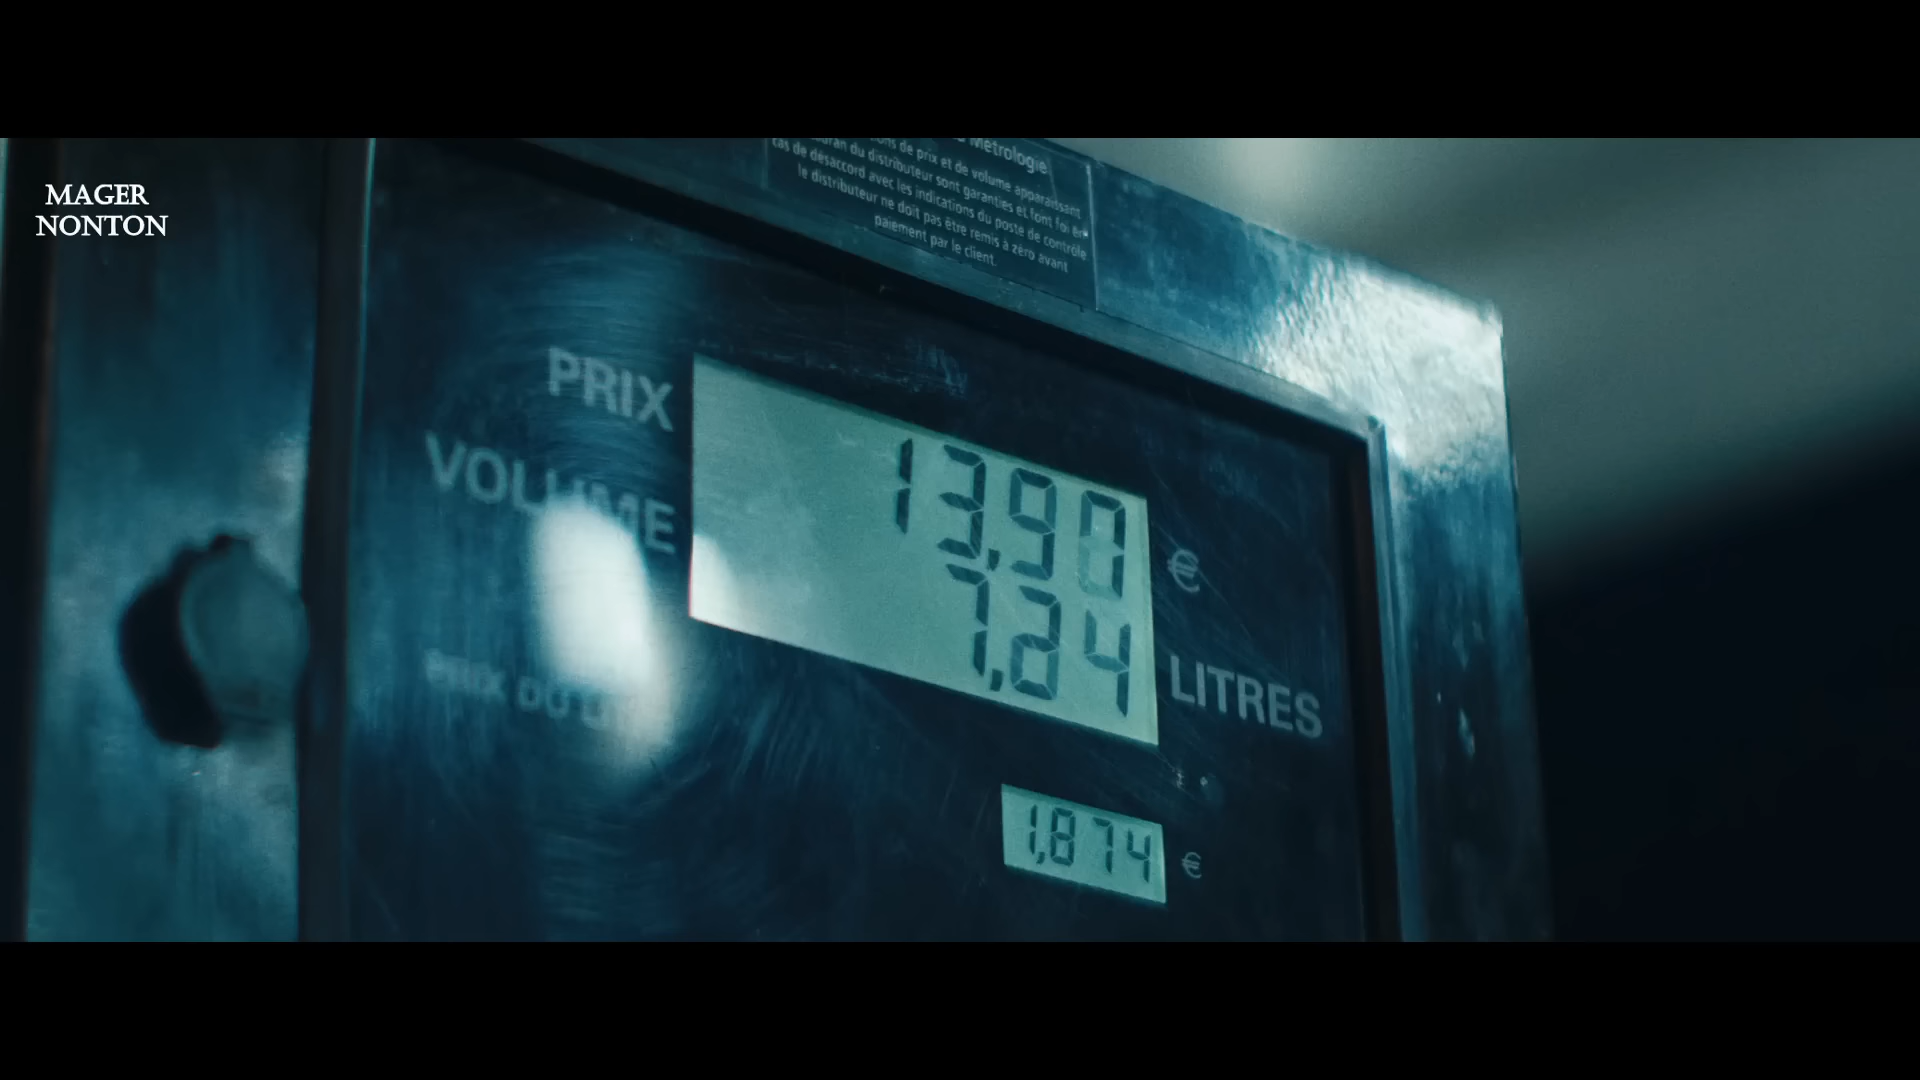 MAGER
NONTON
Métrologie
de prix et de volume apparaissant
du distributeur sont garanties et font foi en
cas de désaccord avec les indications du poste de contrôle
le distributeur ne doit pas être remis à zéro avant
paiement par le client.
PRIX
13,90 €
VOLUME
7,24 LITRES
PRIX DU
1,874 €